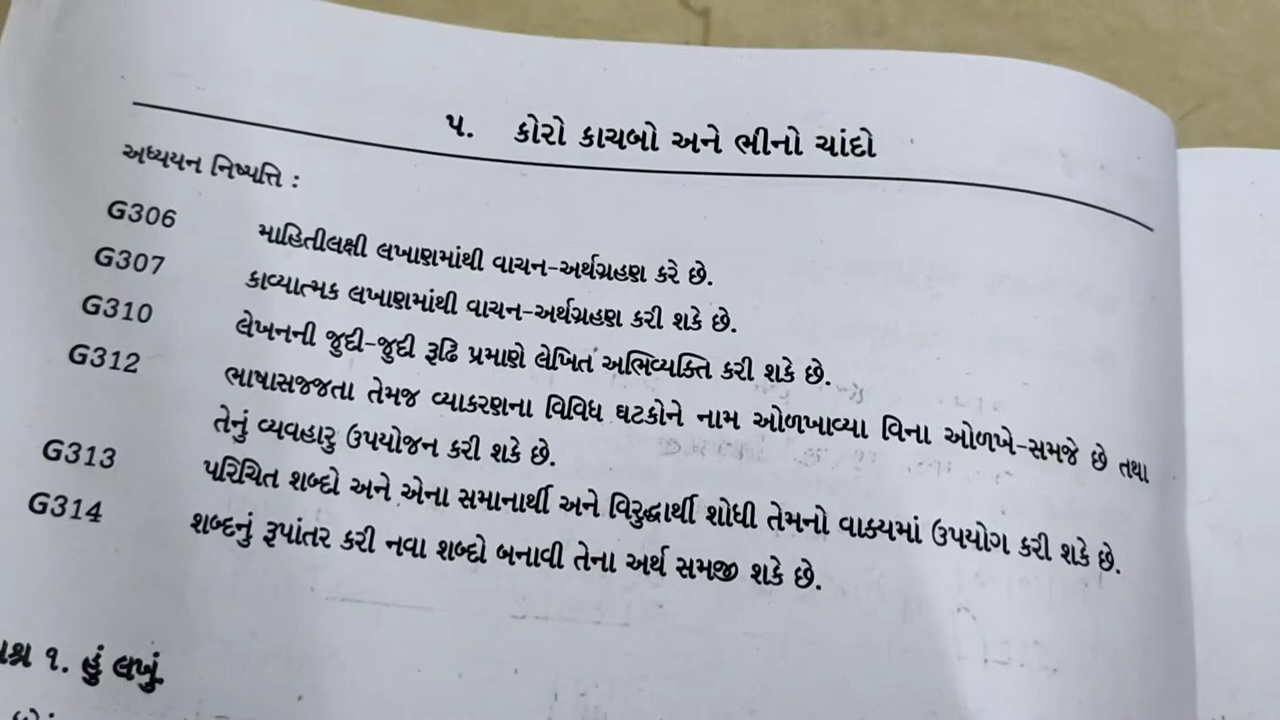 ૫. કોરો કાચબો અને ભીનો ચાંદો
અધ્યયન નિષ્પત્તિ :
G306 માહિતીલક્ષી લખાણમાંથી વાચન-અર્થગ્રહણ કરે છે.
G307 કાવ્યાત્મક લખાણમાંથી વાચન-અર્થગ્રહણ કરી શકે છે.
G310 લેખનની જુદી-જુદી રૂઢિ પ્રમાણે લેખિત અભિવ્યક્તિ કરી શકે છે.
G312 ભાષાસજ્જતા તેમજ વ્યાકરણના વિવિધ ઘટકોને નામ ઓળખાવ્યા વિના ઓળખે-સમજે છે તથા
તેનું વ્યવહારુ ઉપયોજન કરી શકે છે.
G313 પરિચિત શબ્દો અને એના સમાનાર્થી અને વિરુદ્ધાર્થી શોધી તેમનો વાક્યમાં ઉપયોગ કરી શકે છે.
G314 શબ્દનું રૂપાંતર કરી નવા શબ્દો બનાવી તેના અર્થ સમજી શકે છે.
પ્રશ્ન ૧. હું લખું.